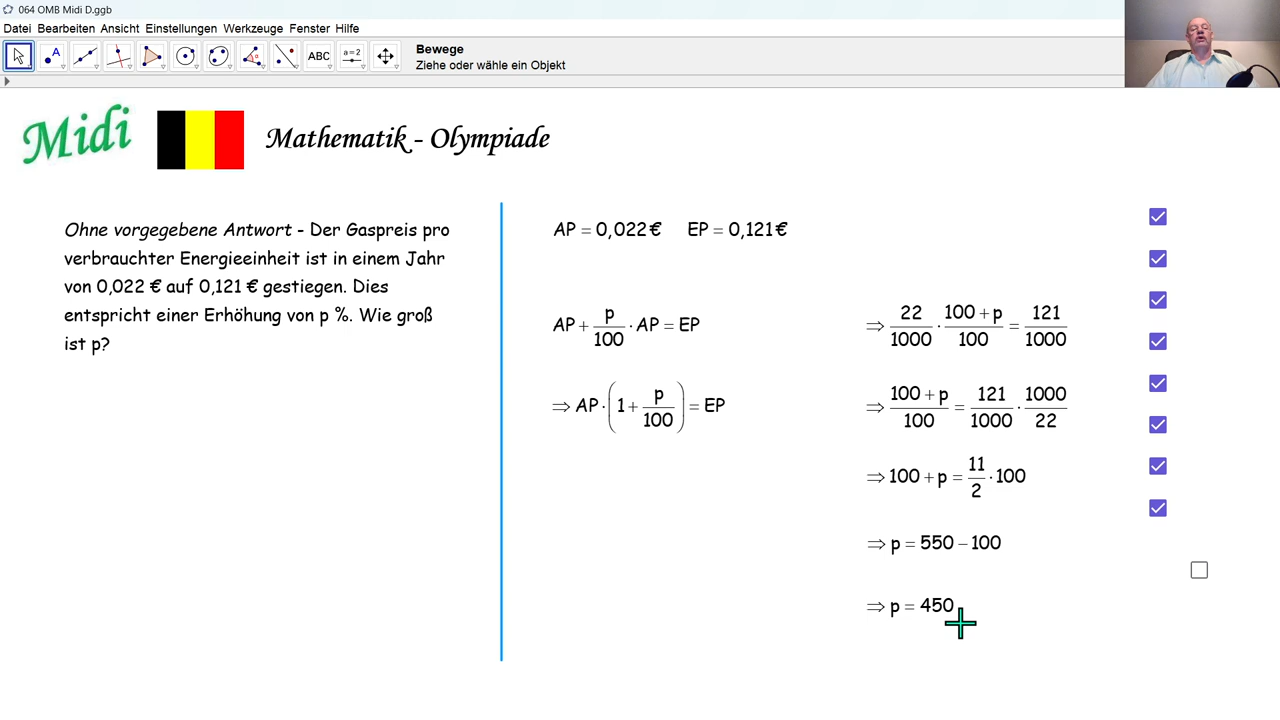 064 OMB Midi D.ggb
Datei Bearbeiten Ansicht Einstellungen Werkzeuge Fenster Hilfe
A
ABC
a=2
Bewege
Ziehe oder wähle ein Objekt
Midi
Mathematik - Olympiade
Ohne vorgegebene Antwort - Der Gaspreis pro
verbrauchter Energieeinheit ist in einem Jahr
von 0,022 € auf 0,121 € gestiegen. Dies
entspricht einer Erhöhung von p %. Wie groß
ist p?
AP = 0,022 € EP = 0,121 €
AP + p/100 · AP = EP
⇒ AP · (1 + p/100) = EP
⇒ 22/1000 · (100 + p)/100 = 121/1000
⇒ (100 + p)/100 = 121/1000 · 1000/22
⇒ 100 + p = 11/2 · 100
⇒ p = 550 – 100
⇒ p = 450